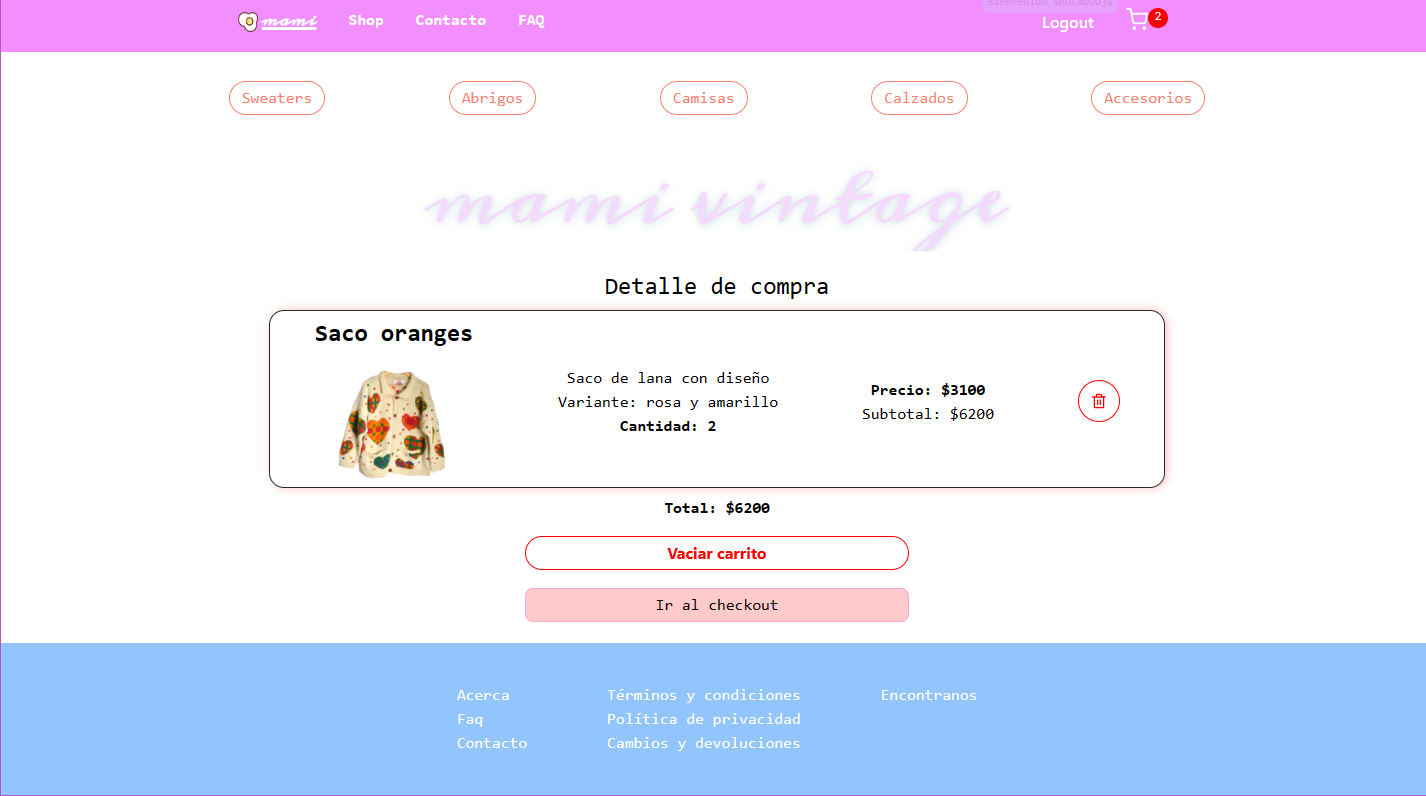 mami Shop Contacto FAQ
Bienvenido
Logout 2
Sweaters Abrigos Camisas Calzados Accesorios
mami vintage
Detalle de compra
Saco oranges
Saco de lana con diseño
Variante: rosa y amarillo
Cantidad: 2
Precio: $3100
Subtotal: $6200
Total: $6200
Vaciar carrito
Ir al checkout
Acerca
Faq
Contacto
Términos y condiciones
Política de privacidad
Cambios y devoluciones
Encontranos